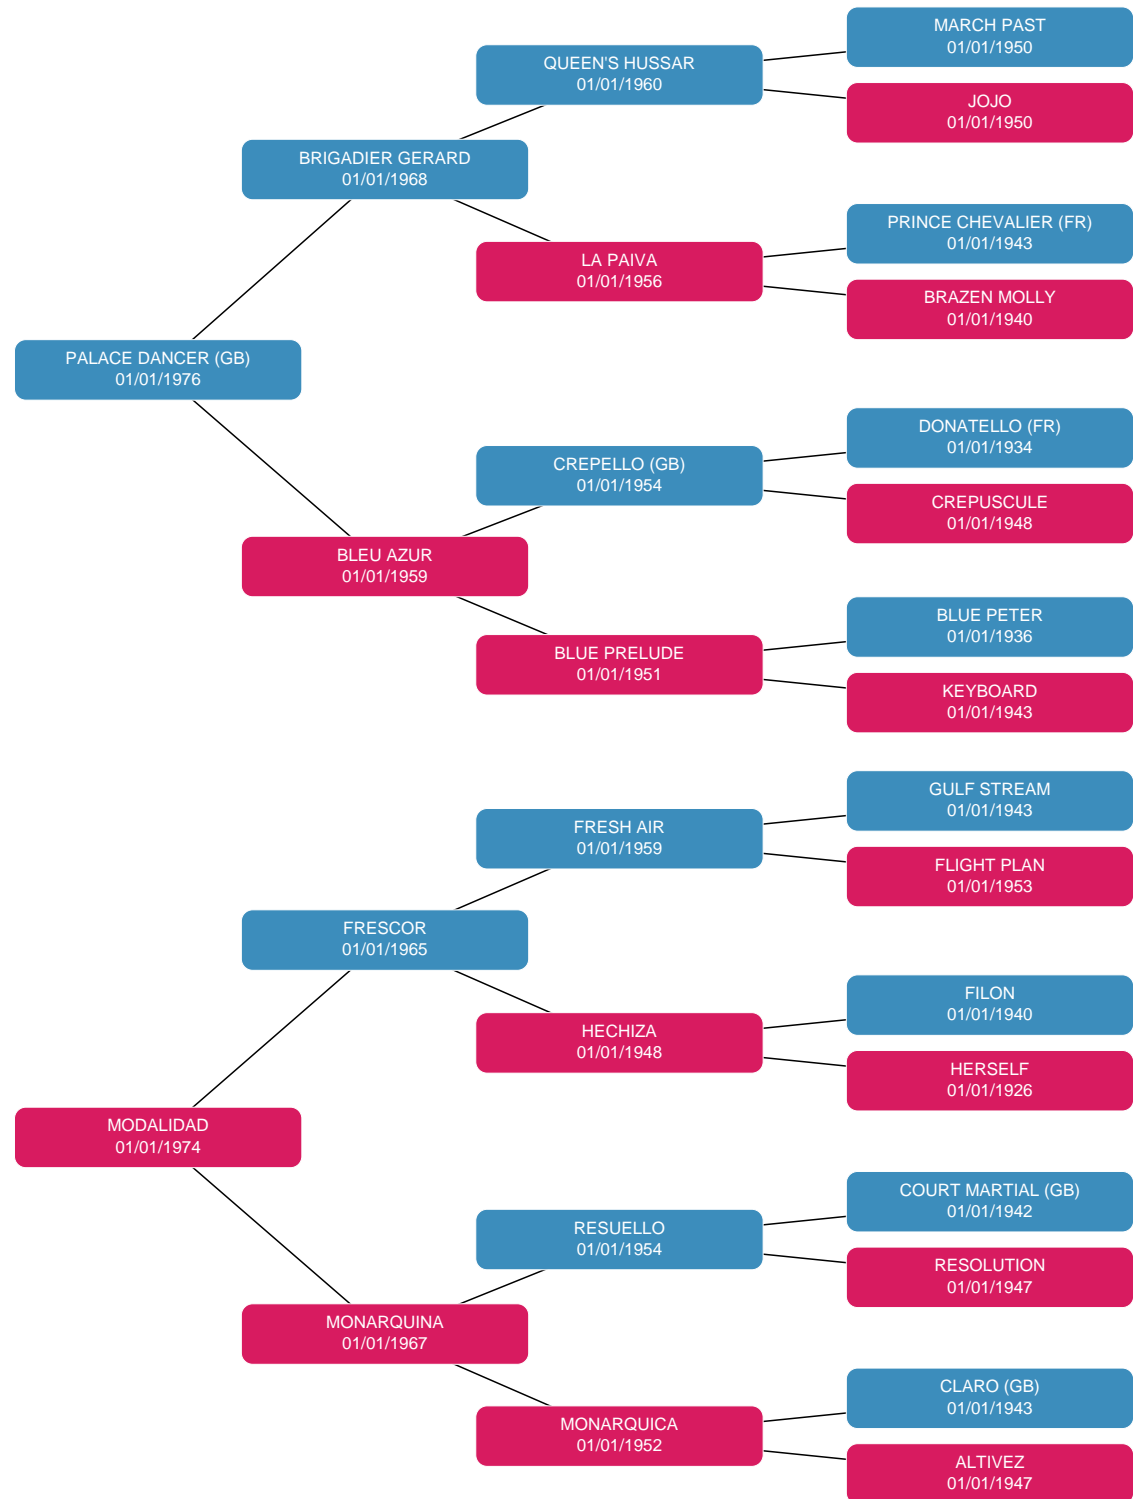 MARCH PAST
01/01/1950
QUEEN'S HUSSAR
01/01/1960
JOJO
01/01/1950
BRIGADIER GERARD
01/01/1968
PRINCE CHEVALIER (FR)
01/01/1943
LA PAIVA
01/01/1956
BRAZEN MOLLY
01/01/1940
PALACE DANCER (GB)
01/01/1976
DONATELLO (FR)
01/01/1934
CREPELLO (GB)
01/01/1954
CREPUSCULE
01/01/1948
BLEU AZUR
01/01/1959
BLUE PETER
01/01/1936
BLUE PRELUDE
01/01/1951
KEYBOARD
01/01/1943
GULF STREAM
01/01/1943
FRESH AIR
01/01/1959
FLIGHT PLAN
01/01/1953
FRESCOR
01/01/1965
FILON
01/01/1940
HECHIZA
01/01/1948
HERSELF
01/01/1926
MODALIDAD
01/01/1974
COURT MARTIAL (GB)
01/01/1942
RESUELLO
01/01/1954
RESOLUTION
01/01/1947
MONARQUINA
01/01/1967
CLARO (GB)
01/01/1943
MONARQUICA
01/01/1952
ALTIVEZ
01/01/1947